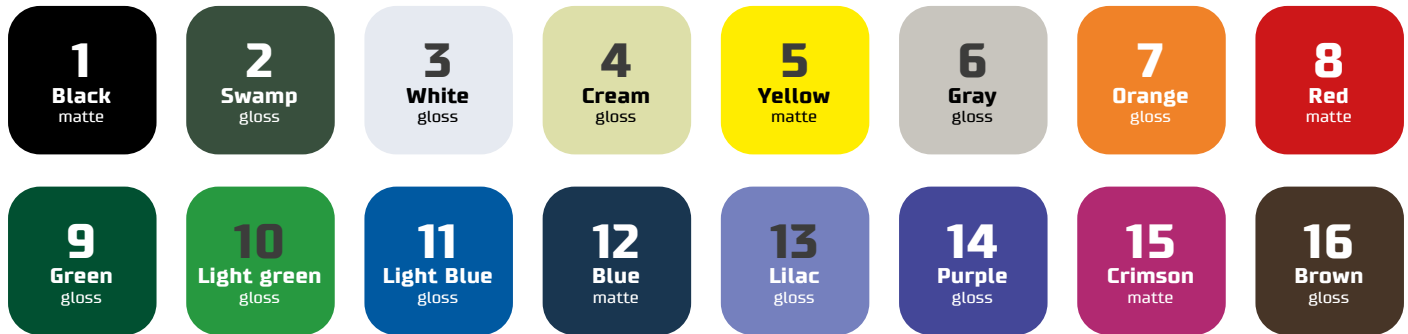 1
Black
matte
2
Swamp
gloss
3
White
gloss
4
Cream
gloss
5
Yellow
matte
6
Gray
gloss
7
Orange
gloss
8
Red
matte
9
Green
gloss
10
Light green
gloss
11
Light Blue
gloss
12
Blue
matte
13
Lilac
gloss
14
Purple
gloss
15
Crimson
matte
16
Brown
gloss